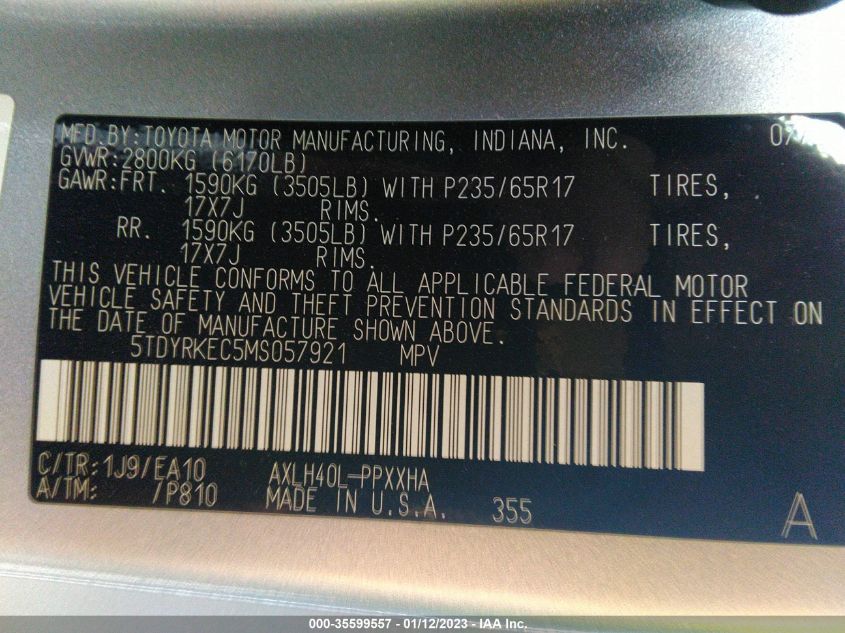 MFD.BY:TOYOTA MOTOR MANUFACTURING, INDIANA, INC. 07/
GVWR:2800KG (6170LB)
GAWR:FRT. 1590KG (3505LB) WITH P235/65R17 TIRES,
17X7J RIMS.
RR. 1590KG (3505LB) WITH P235/65R17 TIRES,
17X7J RIMS.
THIS VEHICLE CONFORMS TO ALL APPLICABLE FEDERAL MOTOR
VEHICLE SAFETY AND THEFT PREVENTION STANDARDS IN EFFECT ON
THE DATE OF MANUFACTURE SHOWN ABOVE.
5TDYRKEC5MS057921 MPV
C/TR:1J9/EA10 AXLH40L-PPXXHA
A/TM: /P810 MADE IN U.S.A. 355 A
000-35599557 - 01/12/2023 - IAA Inc.